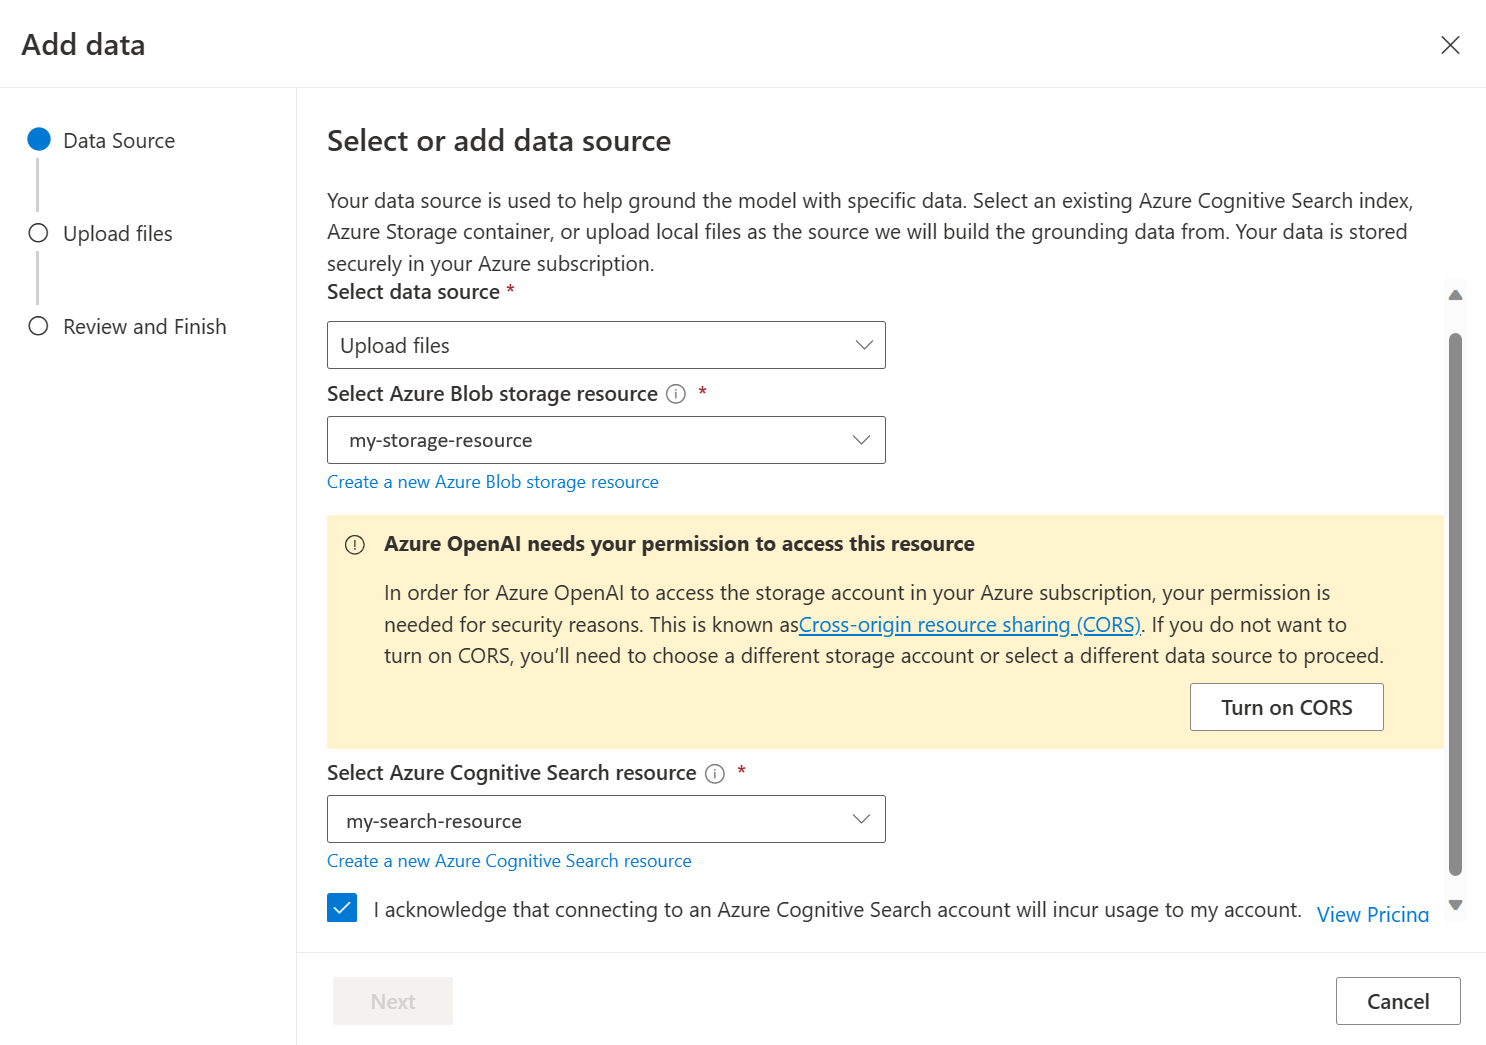 Add data
Data Source
Upload files
Review and Finish
Select or add data source
Your data source is used to help ground the model with specific data. Select an existing Azure Cognitive Search index,
Azure Storage container, or upload local files as the source we will build the grounding data from. Your data is stored
securely in your Azure subscription.
Select data source *
Upload files
Select Azure Blob storage resource *
my-storage-resource
Create a new Azure Blob storage resource
Azure OpenAI needs your permission to access this resource
In order for Azure OpenAI to access the storage account in your Azure subscription, your permission is
needed for security reasons. This is known asCross-origin resource sharing (CORS). If you do not want to
turn on CORS, you’ll need to choose a different storage account or select a different data source to proceed.
Turn on CORS
Select Azure Cognitive Search resource *
my-search-resource
Create a new Azure Cognitive Search resource
I acknowledge that connecting to an Azure Cognitive Search account will incur usage to my account. View Pricing
Next
Cancel